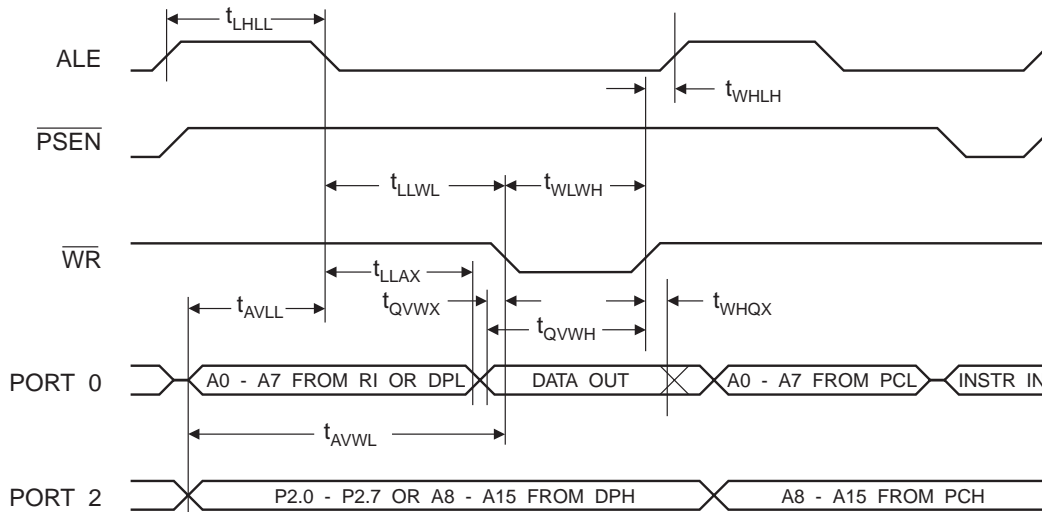 tLHLL
ALE
tWHLH
PSEN
tLLWL
tWLWH
WR
tLLAX
tQVWX
tWHQX
tAVLL
tQVWH
PORT 0
A0 - A7 FROM RI OR DPL
DATA OUT
A0 - A7 FROM PCL
INSTR IN
tAVWL
PORT 2
P2.0 - P2.7 OR A8 - A15 FROM DPH
A8 - A15 FROM PCH